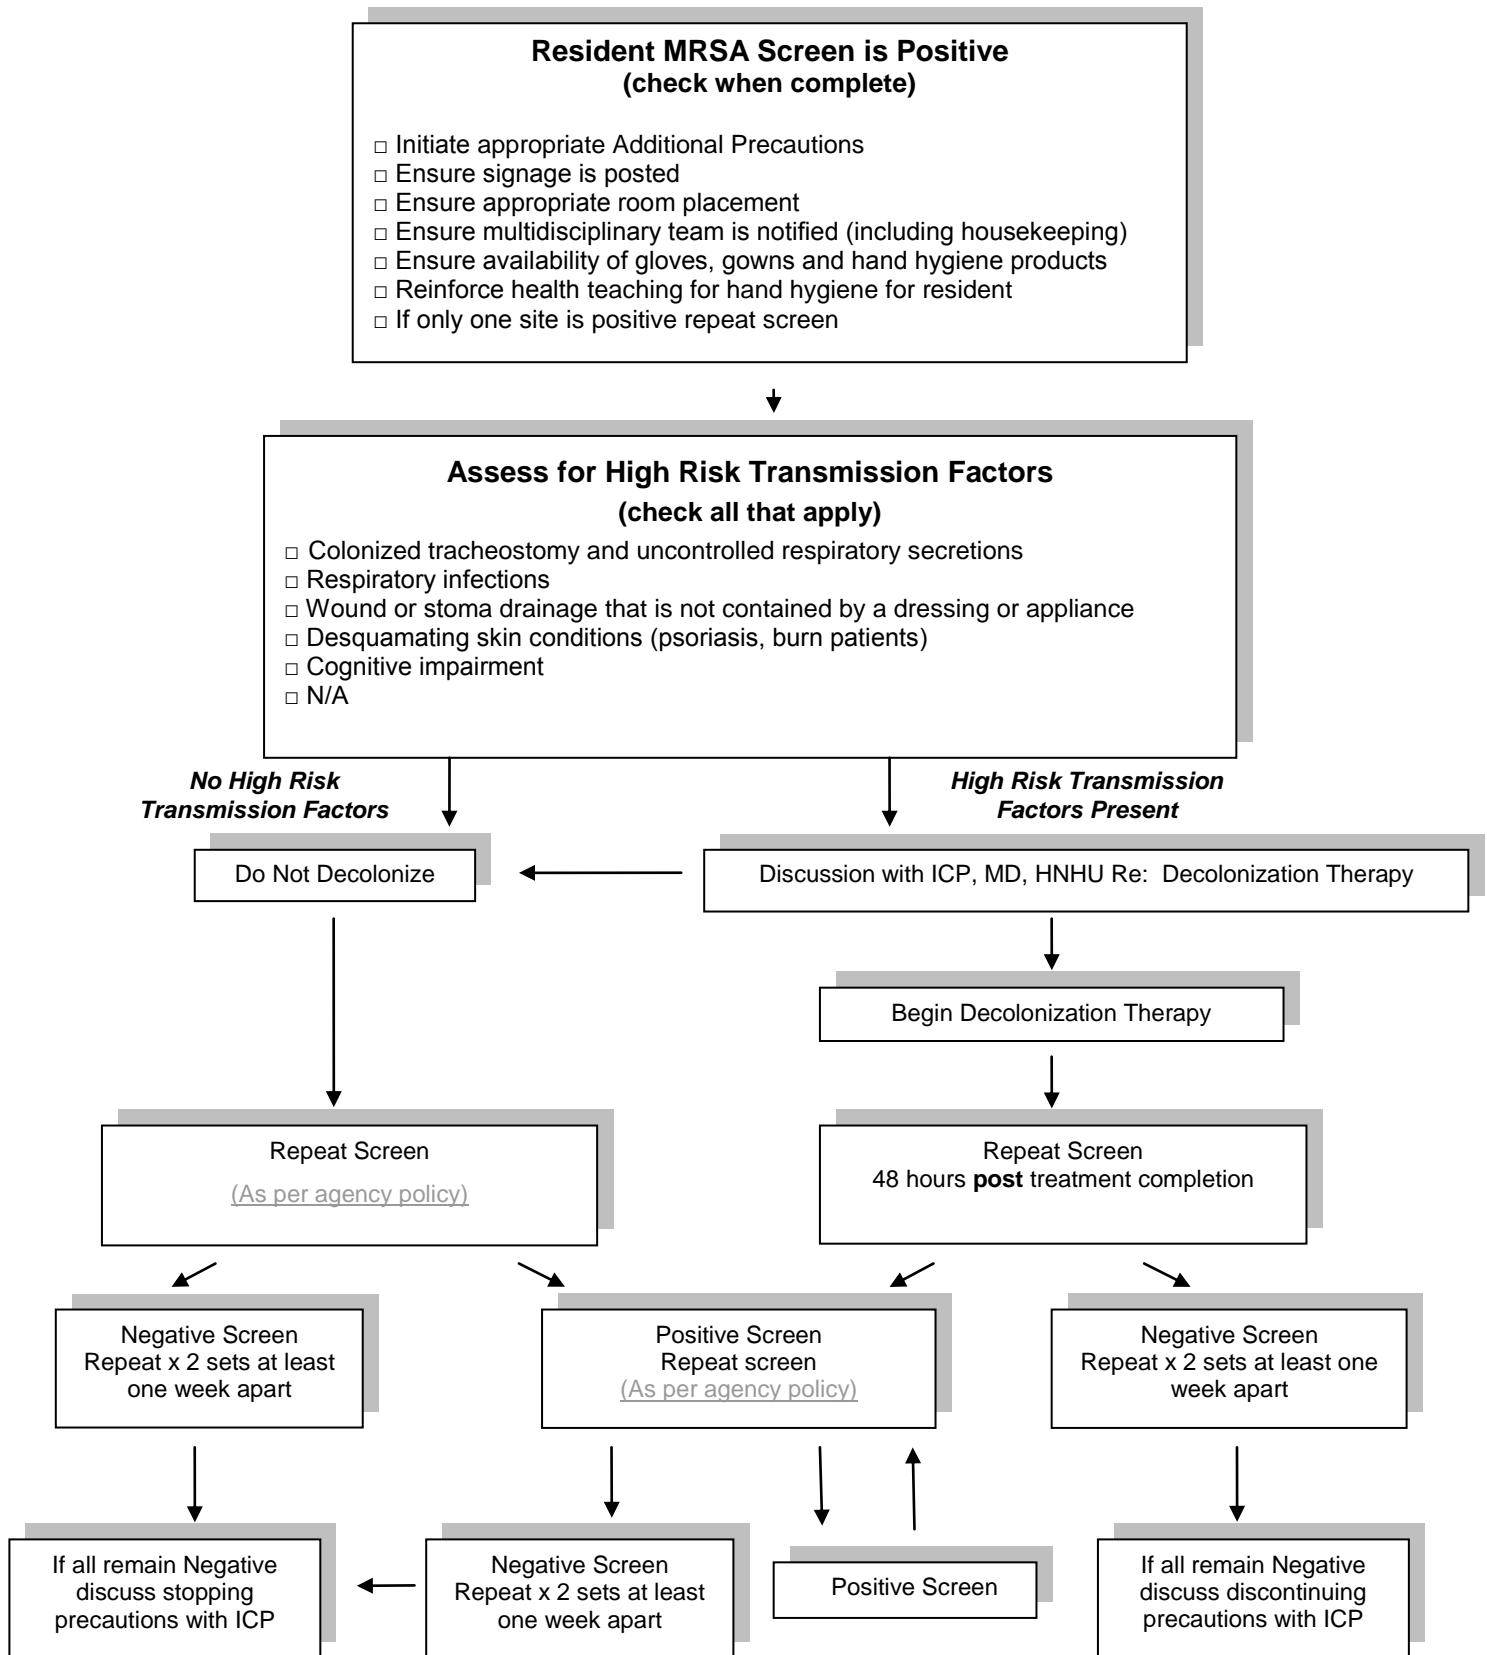 Resident MRSA Screen is Positive
(check when complete)
□ Initiate appropriate Additional Precautions
□ Ensure signage is posted
□ Ensure appropriate room placement
□ Ensure multidisciplinary team is notified (including housekeeping)
□ Ensure availability of gloves, gowns and hand hygiene products
□ Reinforce health teaching for hand hygiene for resident
□ If only one site is positive repeat screen
Assess for High Risk Transmission Factors
(check all that apply)
□ Colonized tracheostomy and uncontrolled respiratory secretions
□ Respiratory infections
□ Wound or stoma drainage that is not contained by a dressing or appliance
□ Desquamating skin conditions (psoriasis, burn patients)
□ Cognitive impairment
□ N/A
No High Risk
Transmission Factors
High Risk Transmission
Factors Present
Do Not Decolonize
Discussion with ICP, MD, HNHU Re: Decolonization Therapy
Begin Decolonization Therapy
Repeat Screen
(As per agency policy)
Repeat Screen
48 hours post treatment completion
Negative Screen
Repeat x 2 sets at least
one week apart
Positive Screen
Repeat screen
(As per agency policy)
Negative Screen
Repeat x 2 sets at least one
week apart
If all remain Negative
discuss stopping
precautions with ICP
Negative Screen
Repeat x 2 sets at least
one week apart
Positive Screen
If all remain Negative
discuss discontinuing
precautions with ICP